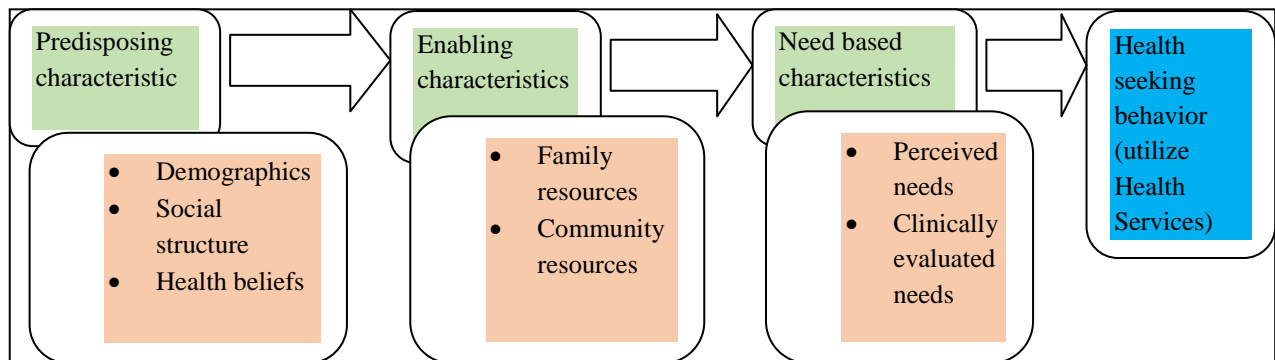 Predisposing
characteristic
Enabling
characteristics
Need based
characteristics
Health
seeking
behavior
(utilize
Health
Services)
• Demographics
• Social
structure
• Health beliefs
• Family
resources
• Community
resources
• Perceived
needs
• Clinically
evaluated
needs